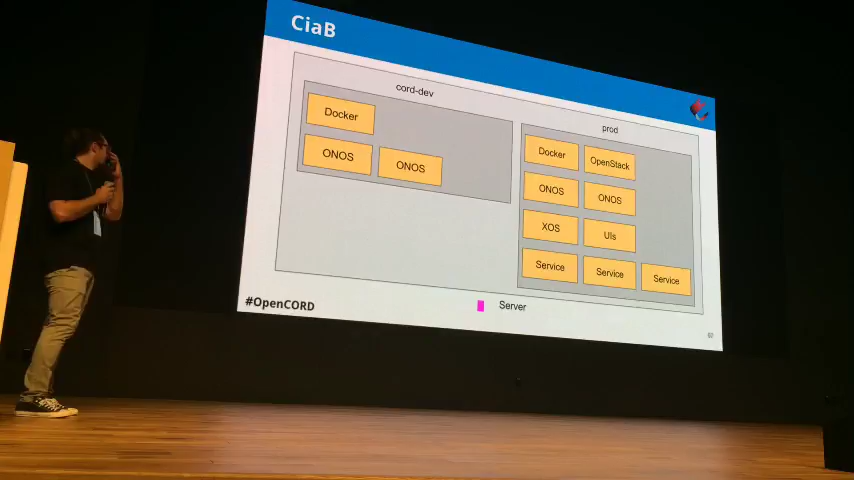 CiaB
cord-dev
Docker
ONOS ONOS
prod
Docker OpenStack
ONOS ONOS
XOS UIs
Service Service Service
#OpenCORD
Server